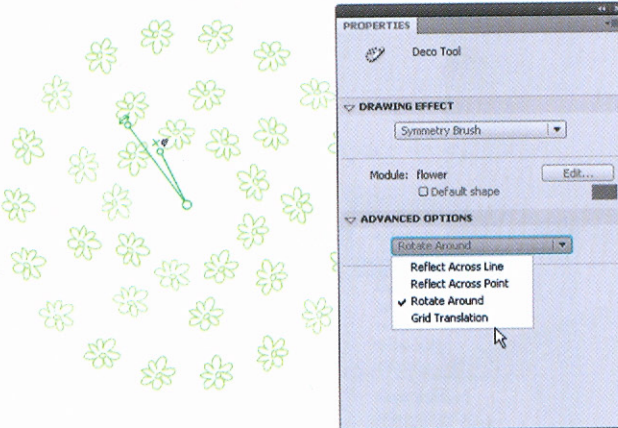 PROPERTIES
Deco Tool
DRAWING EFFECT
Symmetry Brush
Module: flower
Edit...
Default shape
ADVANCED OPTIONS
Rotate Around
Reflect Across Line
Reflect Across Point
Rotate Around
Grid Translation